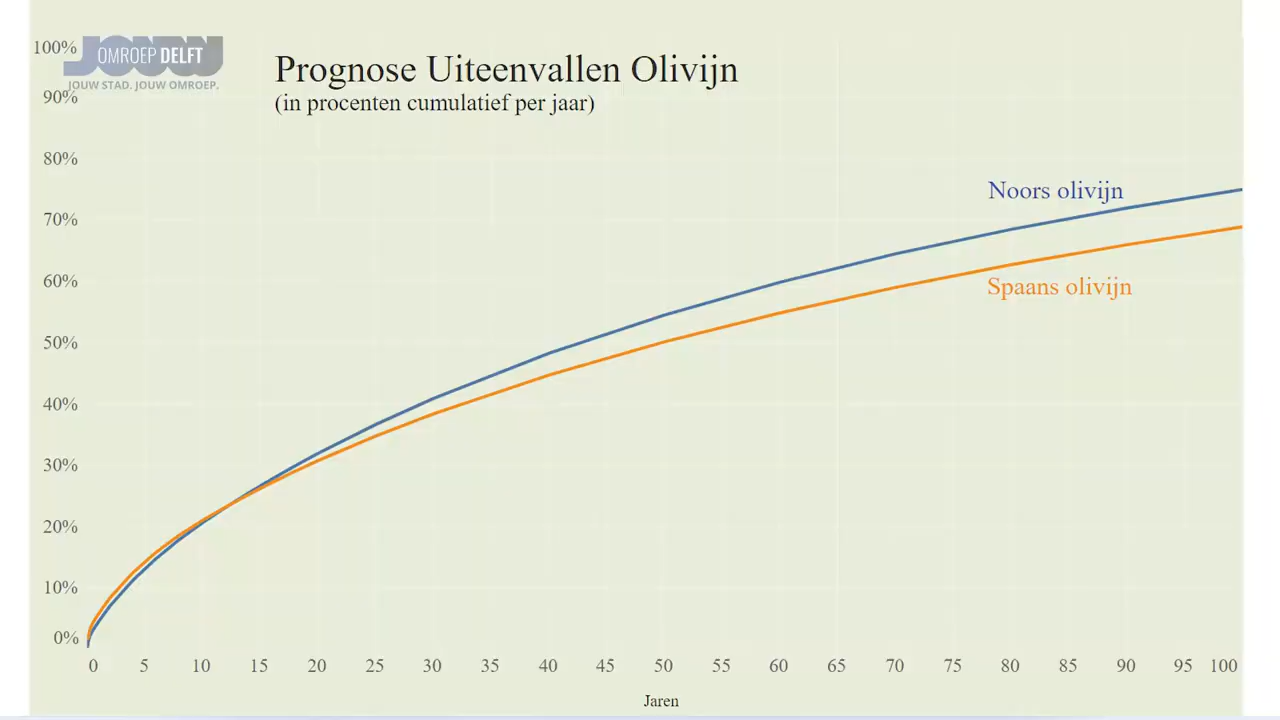 OMROEP DELFT
JOUW STAD. JOUW OMROEP.
Prognose Uiteenvallen Olivijn
(in procenten cumulatief per jaar)
100%
90%
80%
70%
60%
50%
40%
30%
20%
10%
0%
Noors olivijn
Spaans olivijn
0 5 10 15 20 25 30 35 40 45 50 55 60 65 70 75 80 85 90 95 100
Jaren